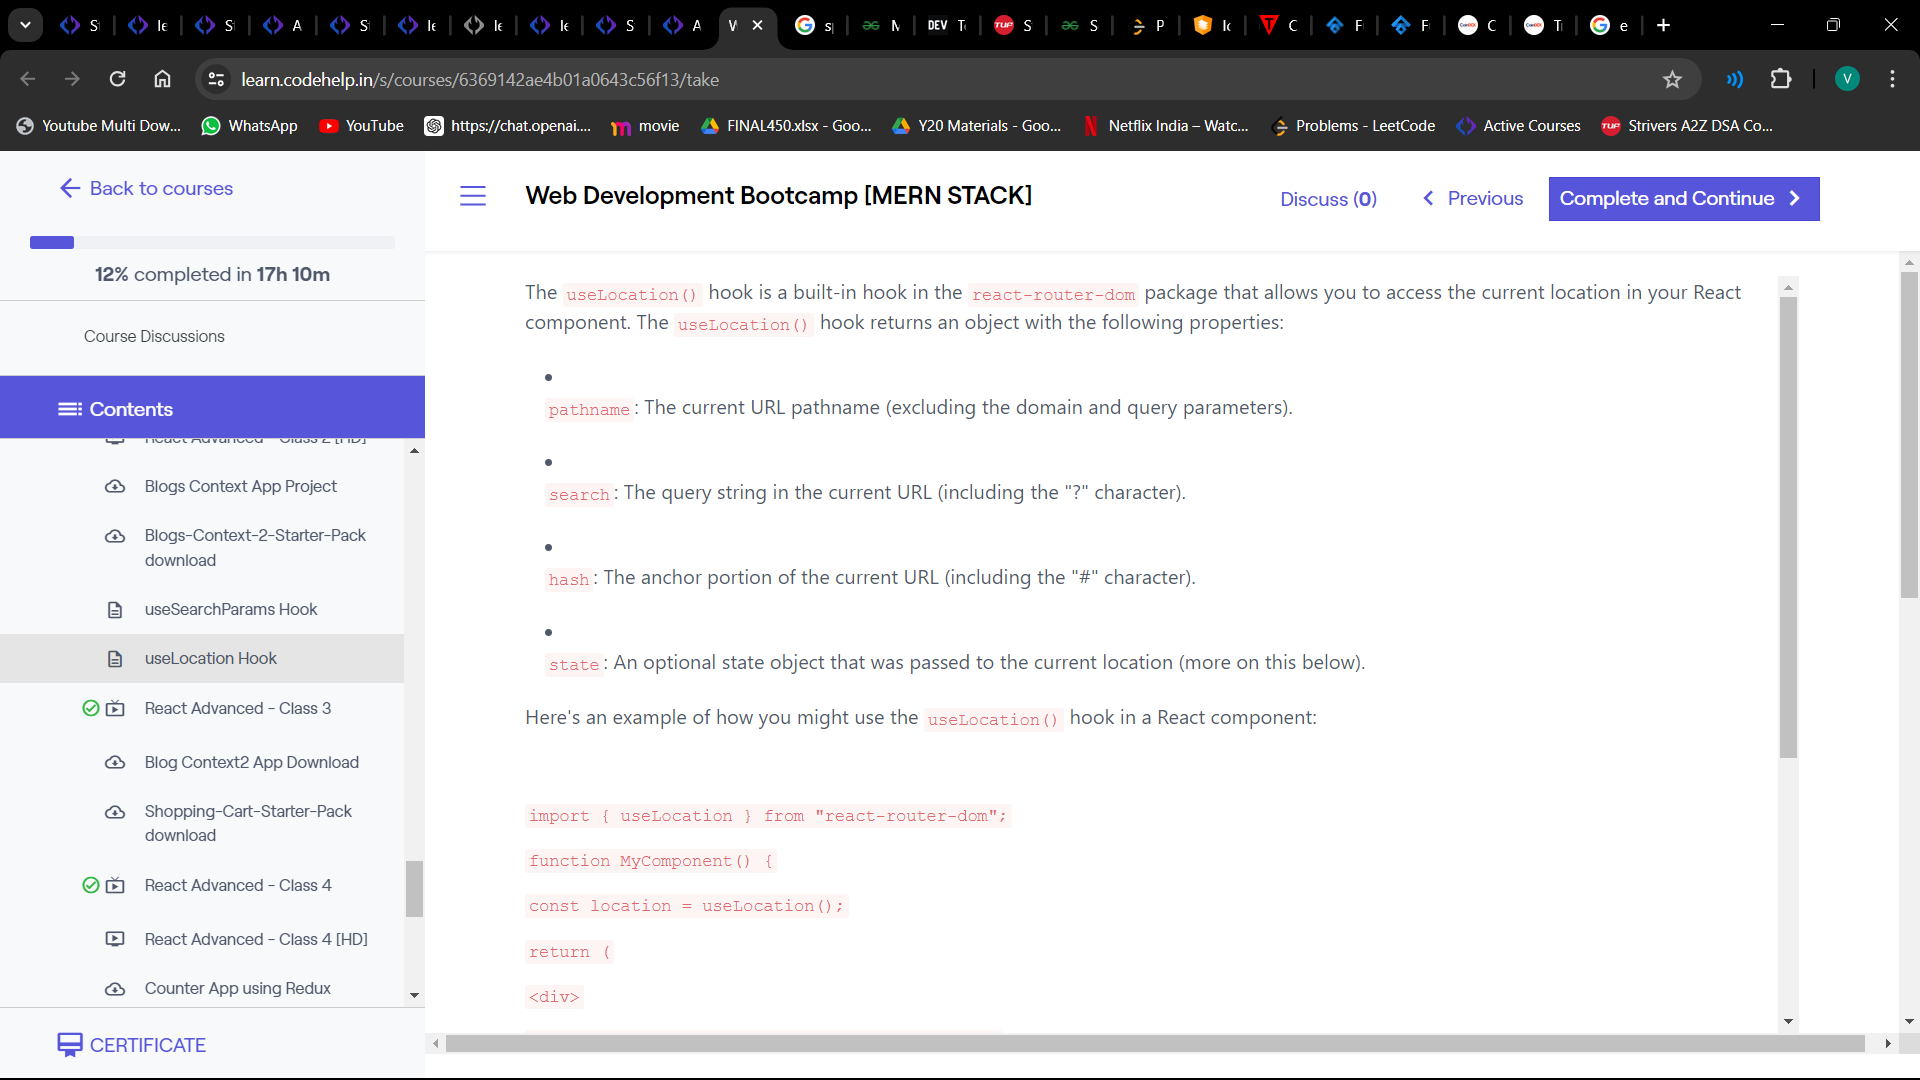 learn.codehelp.in/s/courses/6369142ae4b01a0643c56f13/take
V
Youtube Multi Dow...
WhatsApp
YouTube
https://chat.openai....
movie
FINAL450.xlsx - Goo...
Y20 Materials - Goo...
Netflix India – Watc...
Problems - LeetCode
Active Courses
Strivers A2Z DSA Co...
Back to courses
12% completed in 17h 10m
Course Discussions
Contents
React Advanced - Class 2 [HD]
Blogs Context App Project
Blogs-Context-2-Starter-Pack
download
useSearchParams Hook
useLocation Hook
React Advanced - Class 3
Blog Context2 App Download
Shopping-Cart-Starter-Pack
download
React Advanced - Class 4
React Advanced - Class 4 [HD]
Counter App using Redux
CERTIFICATE
Web Development Bootcamp [MERN STACK]
Discuss (0)
Previous
Complete and Continue
The useLocation() hook is a built-in hook in the react-router-dom package that allows you to access the current location in your React
component. The useLocation() hook returns an object with the following properties:
pathname: The current URL pathname (excluding the domain and query parameters).
search: The query string in the current URL (including the "?" character).
hash: The anchor portion of the current URL (including the "#" character).
state: An optional state object that was passed to the current location (more on this below).
Here's an example of how you might use the useLocation() hook in a React component:
import { useLocation } from "react-router-dom";
function MyComponent() {
const location = useLocation();
return (
<div>